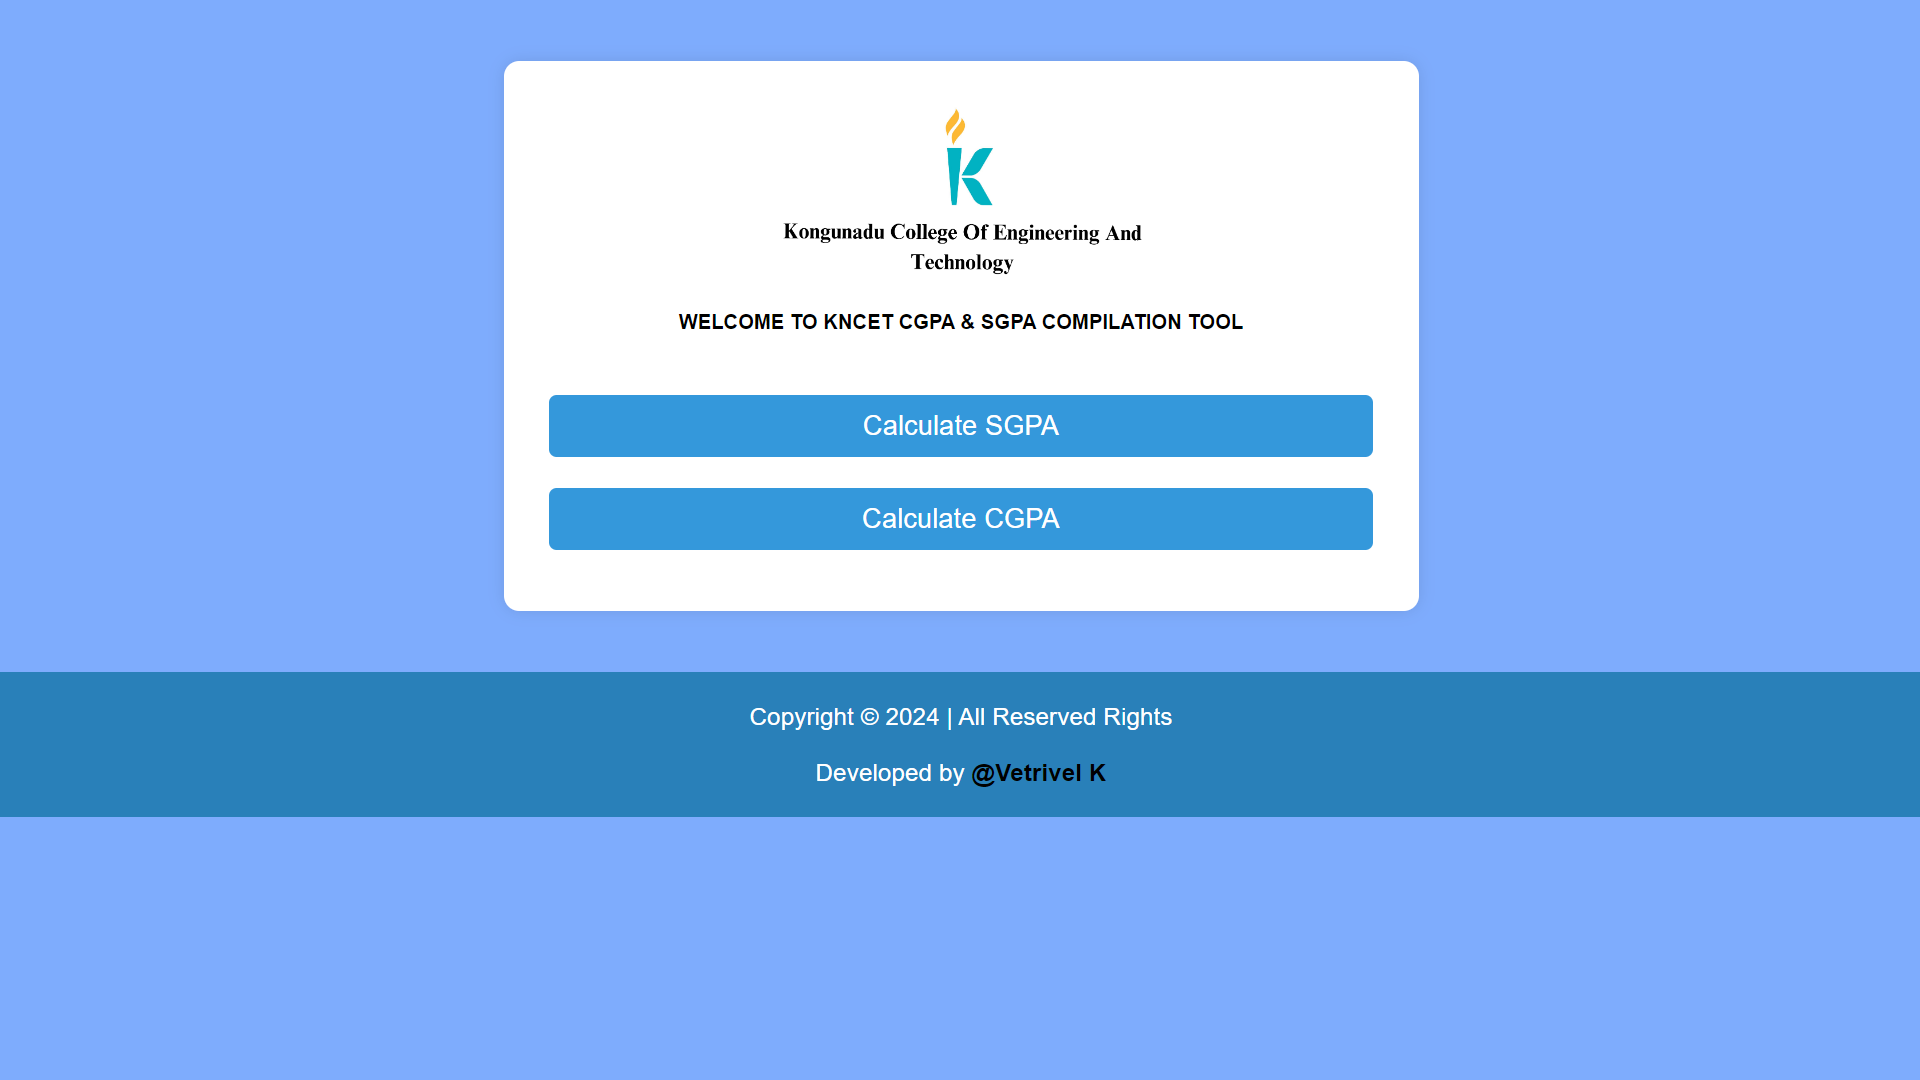 Kongunadu College Of Engineering And
Technology
WELCOME TO KNCET CGPA & SGPA COMPILATION TOOL
Calculate SGPA
Calculate CGPA
Copyright © 2024 | All Reserved Rights
Developed by @Vetrivel K